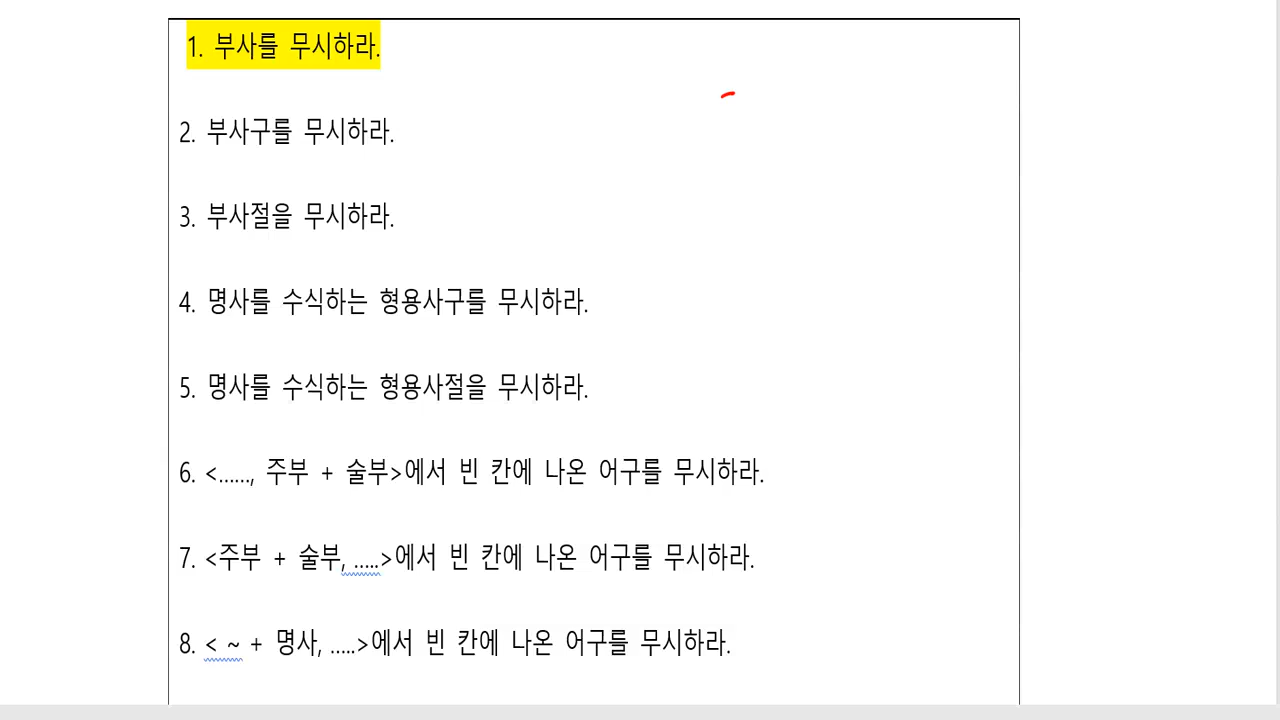 1. 부사를 무시하라.
2. 부사구를 무시하라.
3. 부사절을 무시하라.
4. 명사를 수식하는 형용사구를 무시하라.
5. 명사를 수식하는 형용사절을 무시하라.
6. <......, 주부 + 술부>에서 빈 칸에 나온 어구를 무시하라.
7. <주부 + 술부, .....>에서 빈 칸에 나온 어구를 무시하라.
8. < ~ + 명사, .....>에서 빈 칸에 나온 어구를 무시하라.